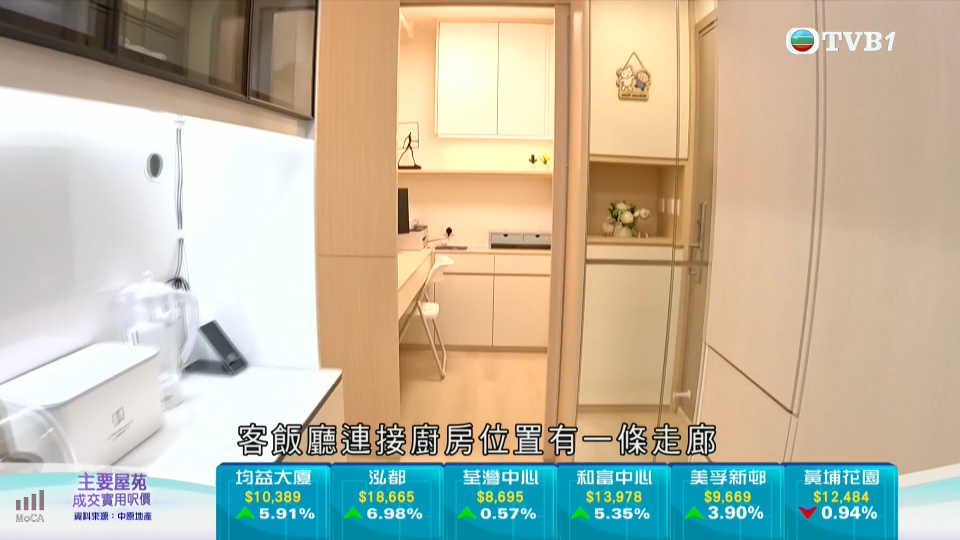 TVB1
客飯廳連接廚房位置有一條走廊
主要屋苑
成交實用呎價
資料來源：中原地產
MoCA
均益大廈
$10,389
5.91%
泓都
$18,665
6.98%
荃灣中心
$8,695
0.57%
和富中心
$13,978
5.35%
美孚新邨
$9,669
3.90%
黃埔花園
$12,484
0.94%